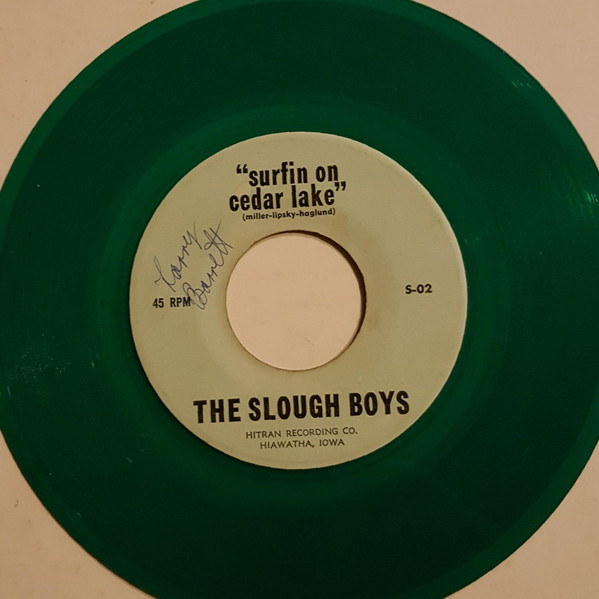 “surfin on
cedar lake”
(miller-lipsky-haglund)
Larry
Barrett
45 RPM
S-02
THE SLOUGH BOYS
HITRAN RECORDING CO.
HIAWATHA, IOWA